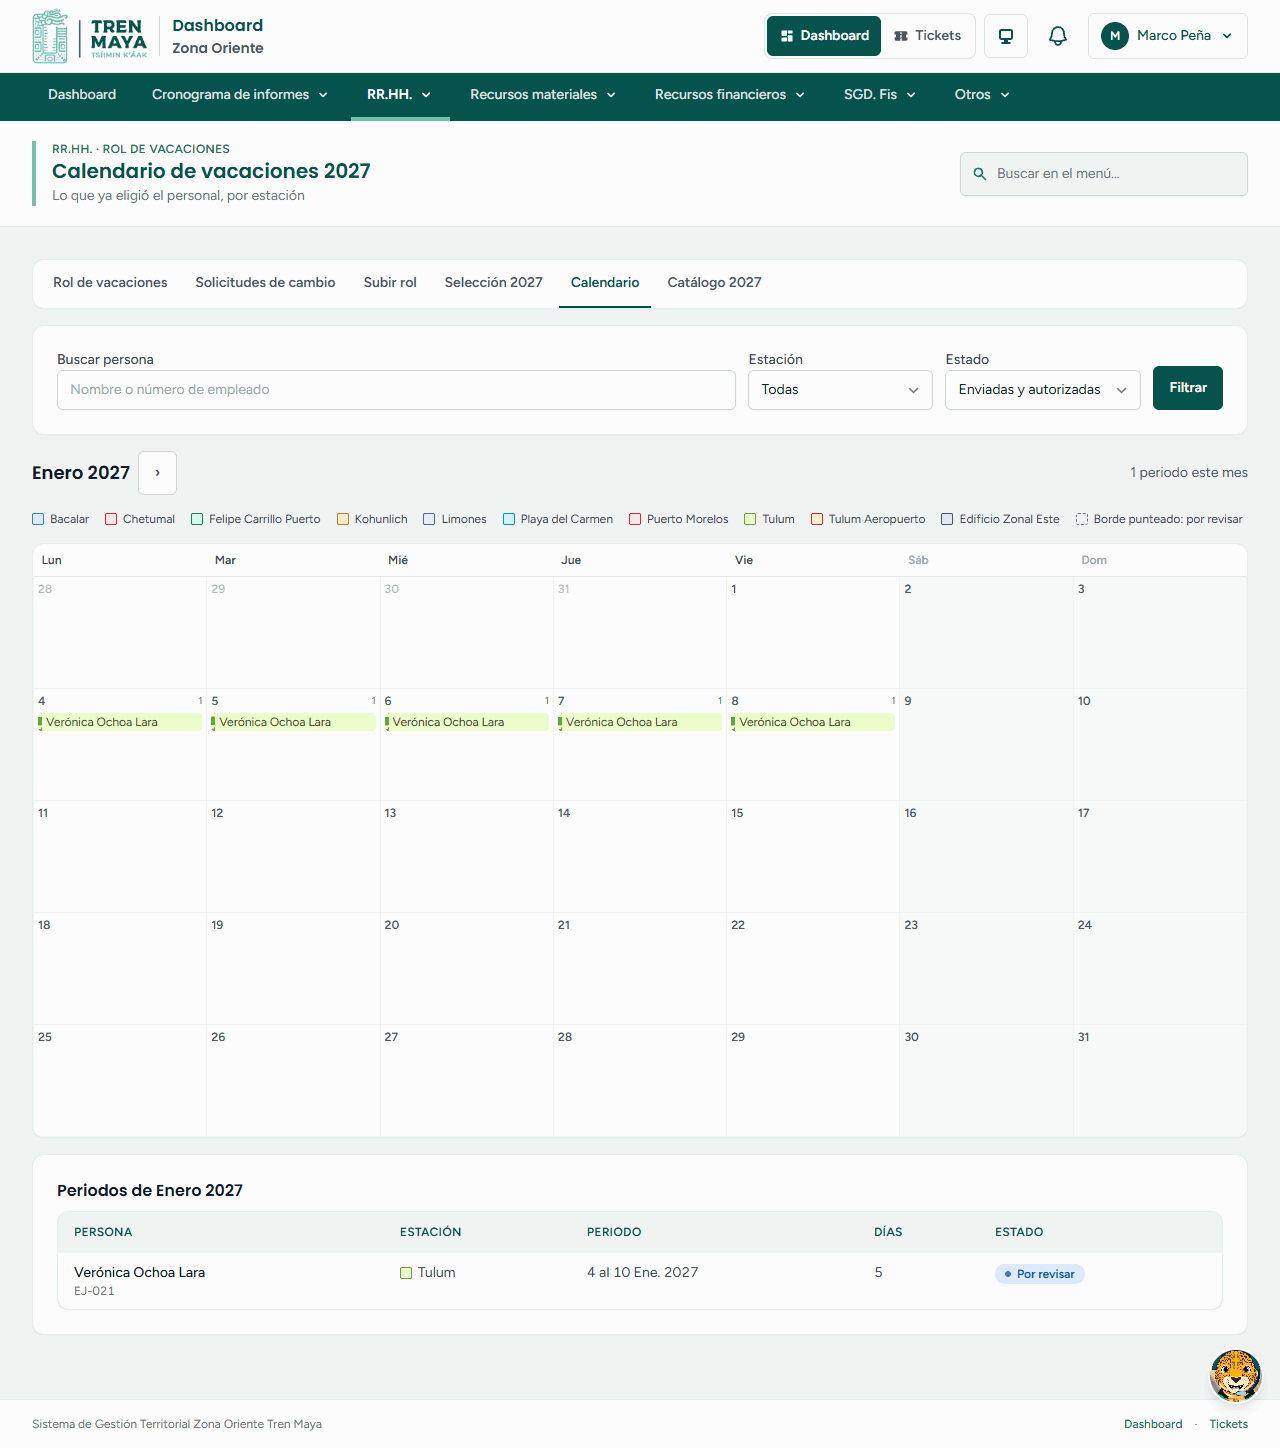 TREN
MAYA
TSÍIMIN K'ÁAK
Dashboard
Zona Oriente
Dashboard
Tickets
M
Marco Peña
Dashboard
Cronograma de informes
RR.HH.
Recursos materiales
Recursos financieros
SGD. Fis
Otros
RR.HH. · ROL DE VACACIONES
Calendario de vacaciones 2027
Lo que ya eligió el personal, por estación
Buscar en el menú...
Rol de vacaciones
Solicitudes de cambio
Subir rol
Selección 2027
Calendario
Catálogo 2027
Buscar persona
Nombre o número de empleado
Estación
Todas
Estado
Enviadas y autorizadas
Filtrar
Enero 2027
›
1 periodo este mes
Bacalar
Chetumal
Felipe Carrillo Puerto
Kohunlich
Limones
Playa del Carmen
Puerto Morelos
Tulum
Tulum Aeropuerto
Edificio Zonal Este
Borde punteado: por revisar
Lun Mar Mié Jue Vie Sáb Dom
28 29 30 31 1 2 3
4 1 5 1 6 1 7 1 8 1 9 10
Verónica Ochoa Lara Verónica Ochoa Lara Verónica Ochoa Lara Verónica Ochoa Lara Verónica Ochoa Lara
11 12 13 14 15 16 17
18 19 20 21 22 23 24
25 26 27 28 29 30 31
Periodos de Enero 2027
PERSONA ESTACIÓN PERIODO DÍAS ESTADO
Verónica Ochoa Lara Tulum 4 al 10 Ene. 2027 5 Por revisar
EJ-021
Sistema de Gestión Territorial Zona Oriente Tren Maya
Dashboard · Tickets